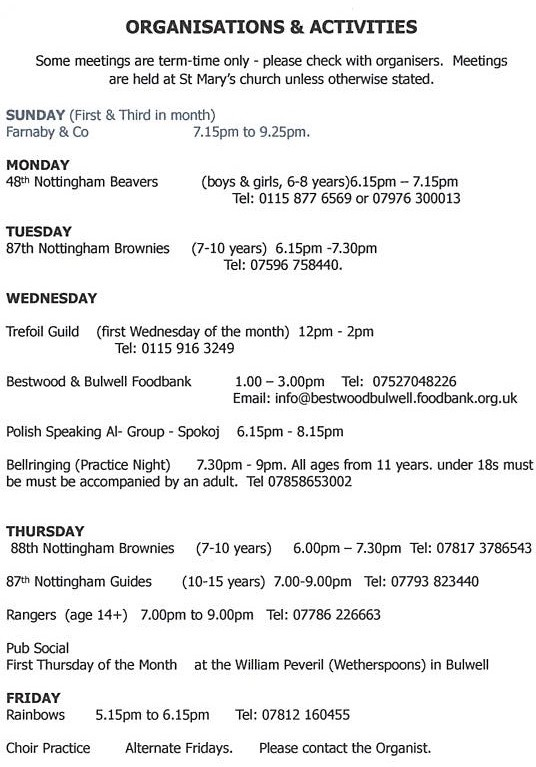 ORGANISATIONS & ACTIVITIES
Some meetings are term-time only - please check with organisers. Meetings
are held at St Mary's church unless otherwise stated.
SUNDAY (First & Third in month)
Farnaby & Co 7.15pm to 9.25pm.
MONDAY
48th Nottingham Beavers (boys & girls, 6-8 years)6.15pm – 7.15pm
Tel: 0115 877 6569 or 07976 300013
TUESDAY
87th Nottingham Brownies (7-10 years) 6.15pm -7.30pm
Tel: 07596 758440.
WEDNESDAY
Trefoil Guild (first Wednesday of the month) 12pm - 2pm
Tel: 0115 916 3249
Bestwood & Bulwell Foodbank 1.00 – 3.00pm Tel: 07527048226
Email: info@bestwoodbulwell.foodbank.org.uk
Polish Speaking Al- Group - Spokoj 6.15pm - 8.15pm
Bellringing (Practice Night) 7.30pm - 9pm. All ages from 11 years. under 18s must
be must be accompanied by an adult. Tel 07858653002
THURSDAY
88th Nottingham Brownies (7-10 years) 6.00pm – 7.30pm Tel: 07817 3786543
87th Nottingham Guides (10-15 years) 7.00-9.00pm Tel: 07793 823440
Rangers (age 14+) 7.00pm to 9.00pm Tel: 07786 226663
Pub Social
First Thursday of the Month at the William Peveril (Wetherspoons) in Bulwell
FRIDAY
Rainbows 5.15pm to 6.15pm Tel: 07812 160455
Choir Practice Alternate Fridays. Please contact the Organist.